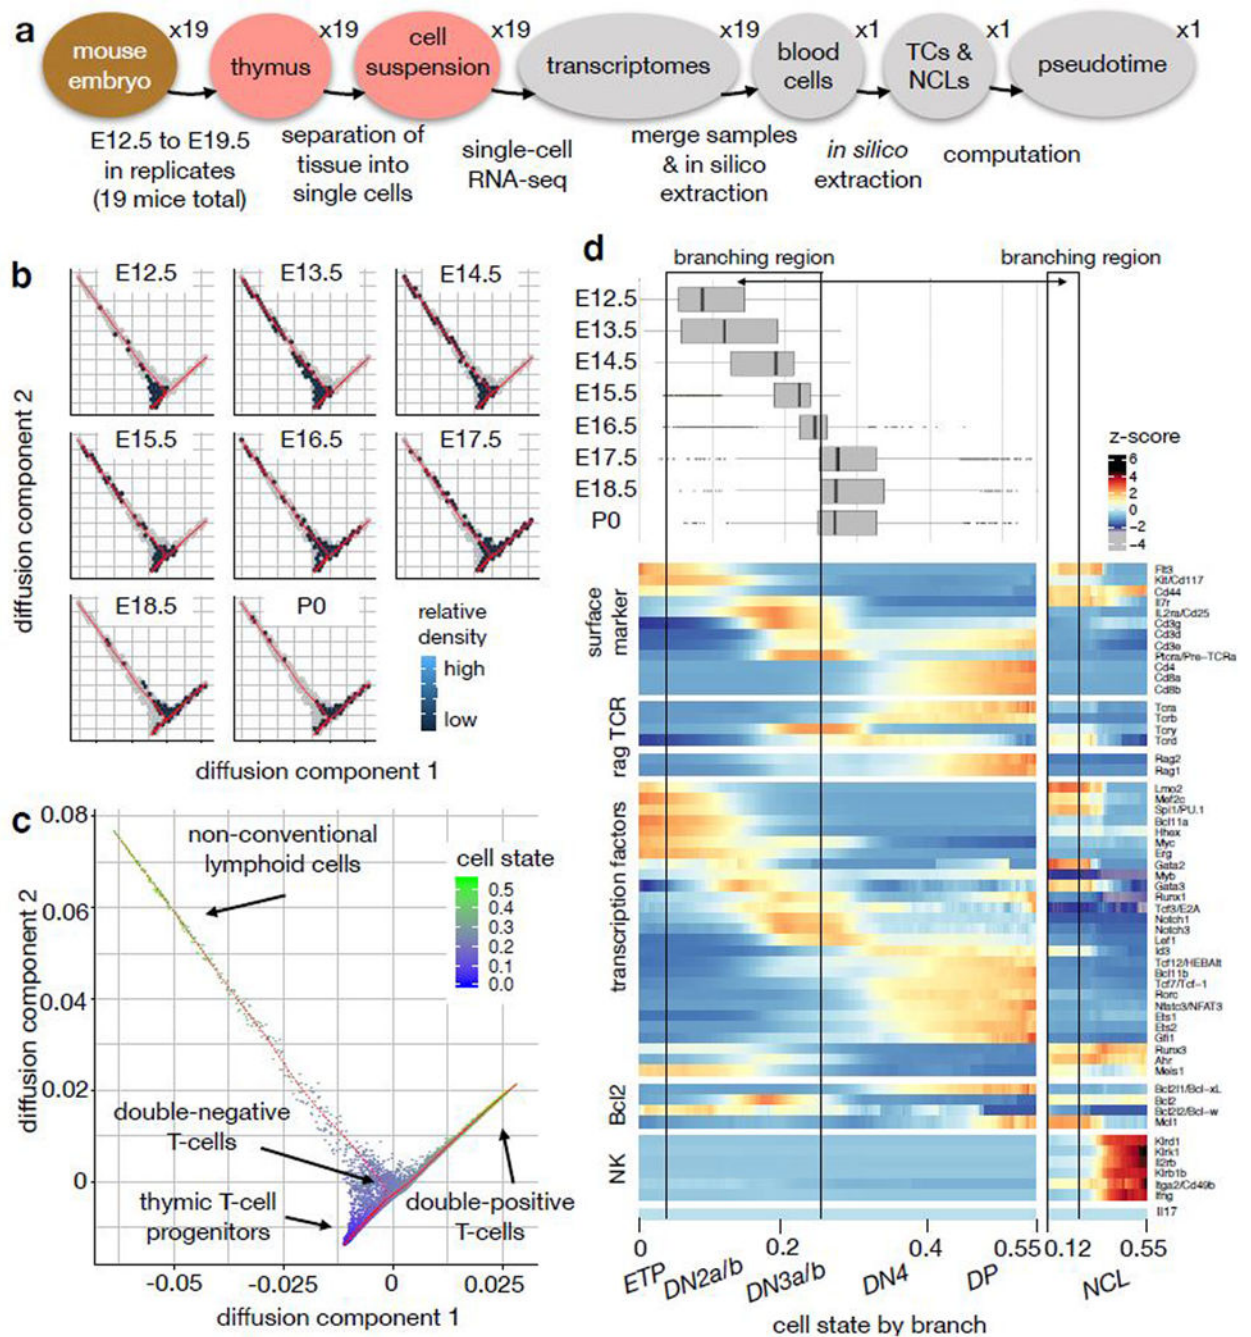 a
mouse
embryo
x19
thymus
x19
cell
suspension
x19
transcriptomes
x19
blood
cells
x1
TCs &
NCLs
x1
pseudotime
x1
E12.5 to E19.5
in replicates
(19 mice total)
separation of
tissue into
single cells
single-cell
RNA-seq
merge samples
& in silico
extraction
in silico
extraction
computation
b
E12.5
E13.5
E14.5
E15.5
E16.5
E17.5
E18.5
P0
relative
density
high
low
diffusion component 2
diffusion component 1
c
0.08
0.06
0.04
0.02
0
-0.05
-0.025
0
0.025
diffusion component 2
diffusion component 1
non-conventional
lymphoid cells
cell state
0.5
0.4
0.3
0.2
0.1
0.0
double-negative
T-cells
thymic T-cell
progenitors
double-positive
T-cells
d
branching region
branching region
E12.5
E13.5
E14.5
E15.5
E16.5
E17.5
E18.5
P0
z-score
6
4
2
0
−2
−4
surface
marker
Flt3
Kit/Cd117
Cd44
Il7r
IL2ra/Cd25
Cd3g
Cd3d
Cd3e
Ptcra/Pre−TCRa
Cd4
Cd8a
Cd8b
TCR
Tcra
Tcrb
Tcry
Tcrd
rag
Rag2
Rag1
transcription factors
Lmo2
Mef2c
Spi1/PU.1
Bcl11a
Hhex
Myc
Erg
Gata2
Myb
Gata3
Runx1
Tcf3/E2A
Notch1
Notch3
Lef1
Id3
Tcf12/HEBAlt
Bcl11b
Tcf7/Tcf−1
Rorc
Nfatc3/NFAT3
Ets1
Ets2
Gfi1
Runx3
Ahr
Meis1
Bcl2
Bcl2l1/Bcl−xL
Bcl2
Bcl2l2/Bcl−w
Mcl1
NK
Klrd1
Klrk1
Il2rb
Klrb1b
Itga2/Cd49b
Ifng
Il17
0
0.2
0.4
0.55
0.12
0.55
ETP
DN2a/b
DN3a/b
DN4
DP
NCL
cell state by branch